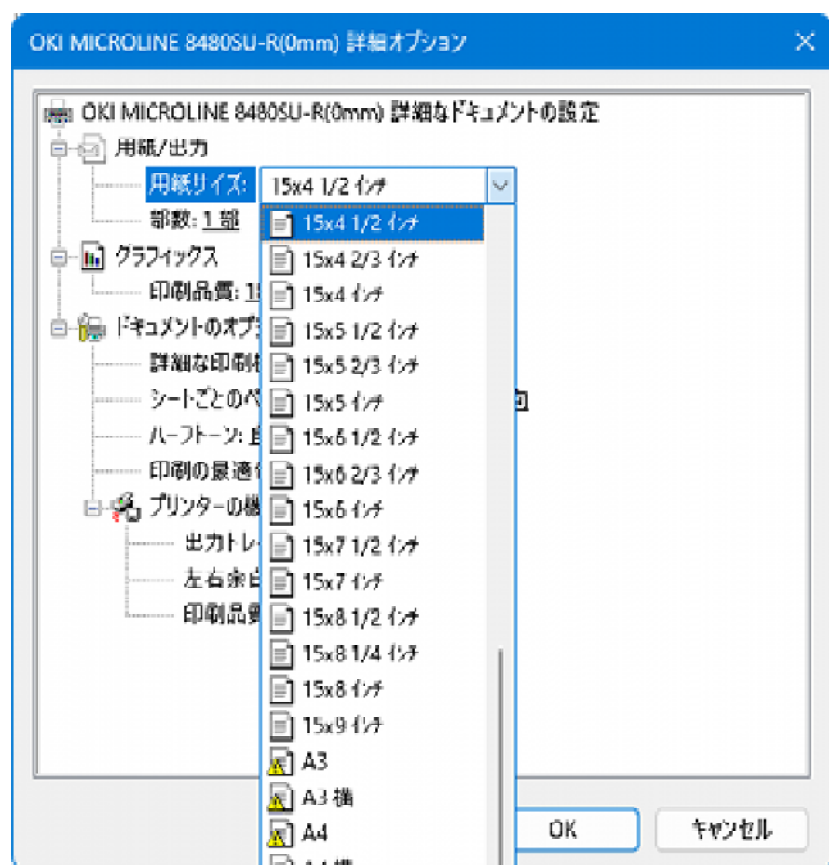 OKI MICROLINE 8480SU-R(0mm) 詳細オプション
OKI MICROLINE 8480SU-R(0mm) 詳細なドキュメントの設定
用紙/出力
用紙サイズ: 15x4 1/2 インチ
部数: 1 部
15x4 1/2 インチ
グラフィックス
15x4 2/3 インチ
印刷品質:
15x4 インチ
ドキュメントのオプ
15x5 1/2 インチ
詳細な印刷
15x5 2/3 インチ
シートごとのペ
15x5 インチ
ハーフトーン:
15x6 1/2 インチ
印刷の最適
15x6 2/3 インチ
プリンターの機
15x6 インチ
出力トレ
15x7 1/2 インチ
左右余白
15x7 インチ
印刷品質
15x8 1/2 インチ
15x8 1/4 インチ
15x8 インチ
15x9 インチ
A3
A3 横
A4
OK
キャンセル